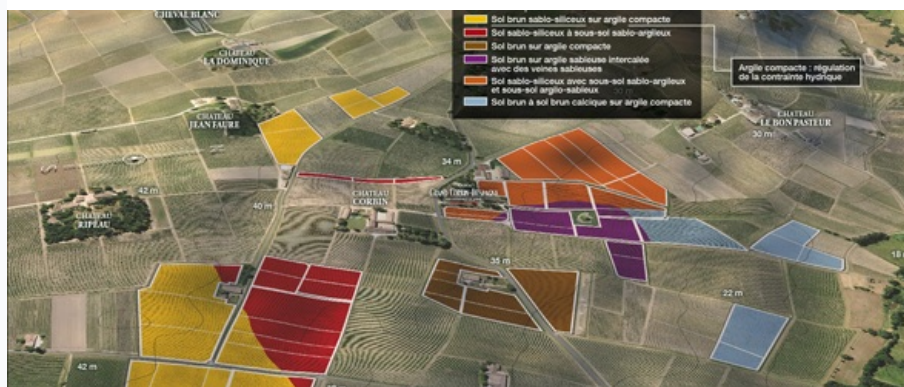 Sol brun sablo-siliceux sur argile compacte
Sol sablo-siliceux à sous-sol sablo-argileux
Sol brun sur argile compacte
Sol brun sur argile sableuse intercalée
avec des veines sableuses
Sol sablo-siliceux avec sous-sol sablo-argileux
et sous-sol argilo-sableux
Sol brun à sol brun calcique sur argile compacte
Argile compacte : régulation
de la contrainte hydrique
CHEVAL BLANC
CHATEAU
LA DOMINIQUE
CHATEAU
JEAN FAURE
CHATEAU
LE BON PASTEUR
30 m
30 m
34 m
42 m
CHATEAU
CORBIN
40 m
CHATEAU
RIPEAU
35 m
18 m
22 m
42 m